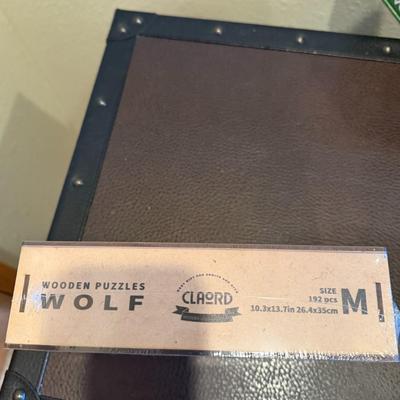 WOODEN PUZZLES
WOLF
CLAORD
SIZE
192 pcs
10.3x13.7in 26.4x35cm
M